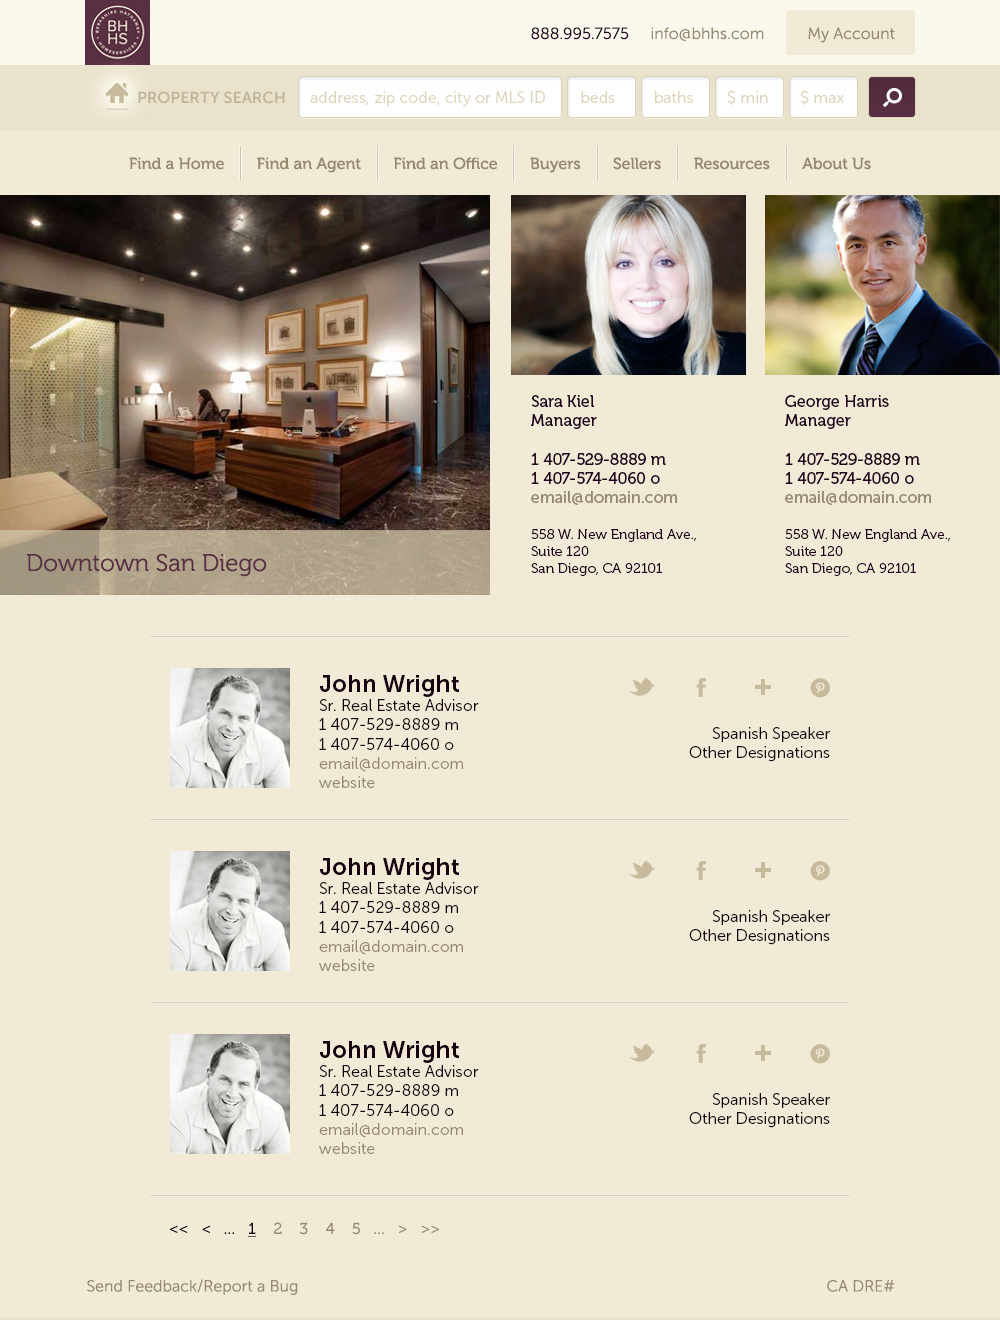 BERKSHIRE HATHAWAY
BH
HS
HOMESERVICES
888.995.7575
info@bhhs.com
My Account
PROPERTY SEARCH
address, zip code, city or MLS ID
beds
baths
$ min
$ max
Find a Home
Find an Agent
Find an Office
Buyers
Sellers
Resources
About Us
Downtown San Diego
Sara Kiel
Manager
1 407-529-8889 m
1 407-574-4060 o
email@domain.com
558 W. New England Ave.,
Suite 120
San Diego, CA 92101
George Harris
Manager
1 407-529-8889 m
1 407-574-4060 o
email@domain.com
558 W. New England Ave.,
Suite 120
San Diego, CA 92101
John Wright
Sr. Real Estate Advisor
1 407-529-8889 m
1 407-574-4060 o
email@domain.com
website
Spanish Speaker
Other Designations
John Wright
Sr. Real Estate Advisor
1 407-529-8889 m
1 407-574-4060 o
email@domain.com
website
Spanish Speaker
Other Designations
John Wright
Sr. Real Estate Advisor
1 407-529-8889 m
1 407-574-4060 o
email@domain.com
website
Spanish Speaker
Other Designations
<< < ... 1 2 3 4 5 ... > >>
Send Feedback/Report a Bug
CA DRE#